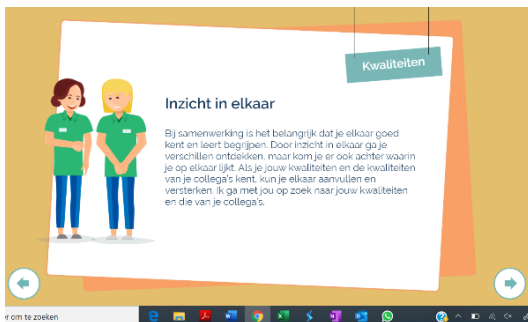 Kwaliteiten
Inzicht in elkaar
Bij samenwerking is het belangrijk dat je elkaar goed
kent en leert begrijpen. Door inzicht in elkaar ga je
verschillen ontdekken, maar kom je er ook achter waarin
je op elkaar lijkt. Als je jouw kwaliteiten en de kwaliteiten
van je collega's kent, kun je elkaar aanvullen en
versterken. Ik ga met jou op zoek naar jouw kwaliteiten
en die van je collega's.
er om te zoeken